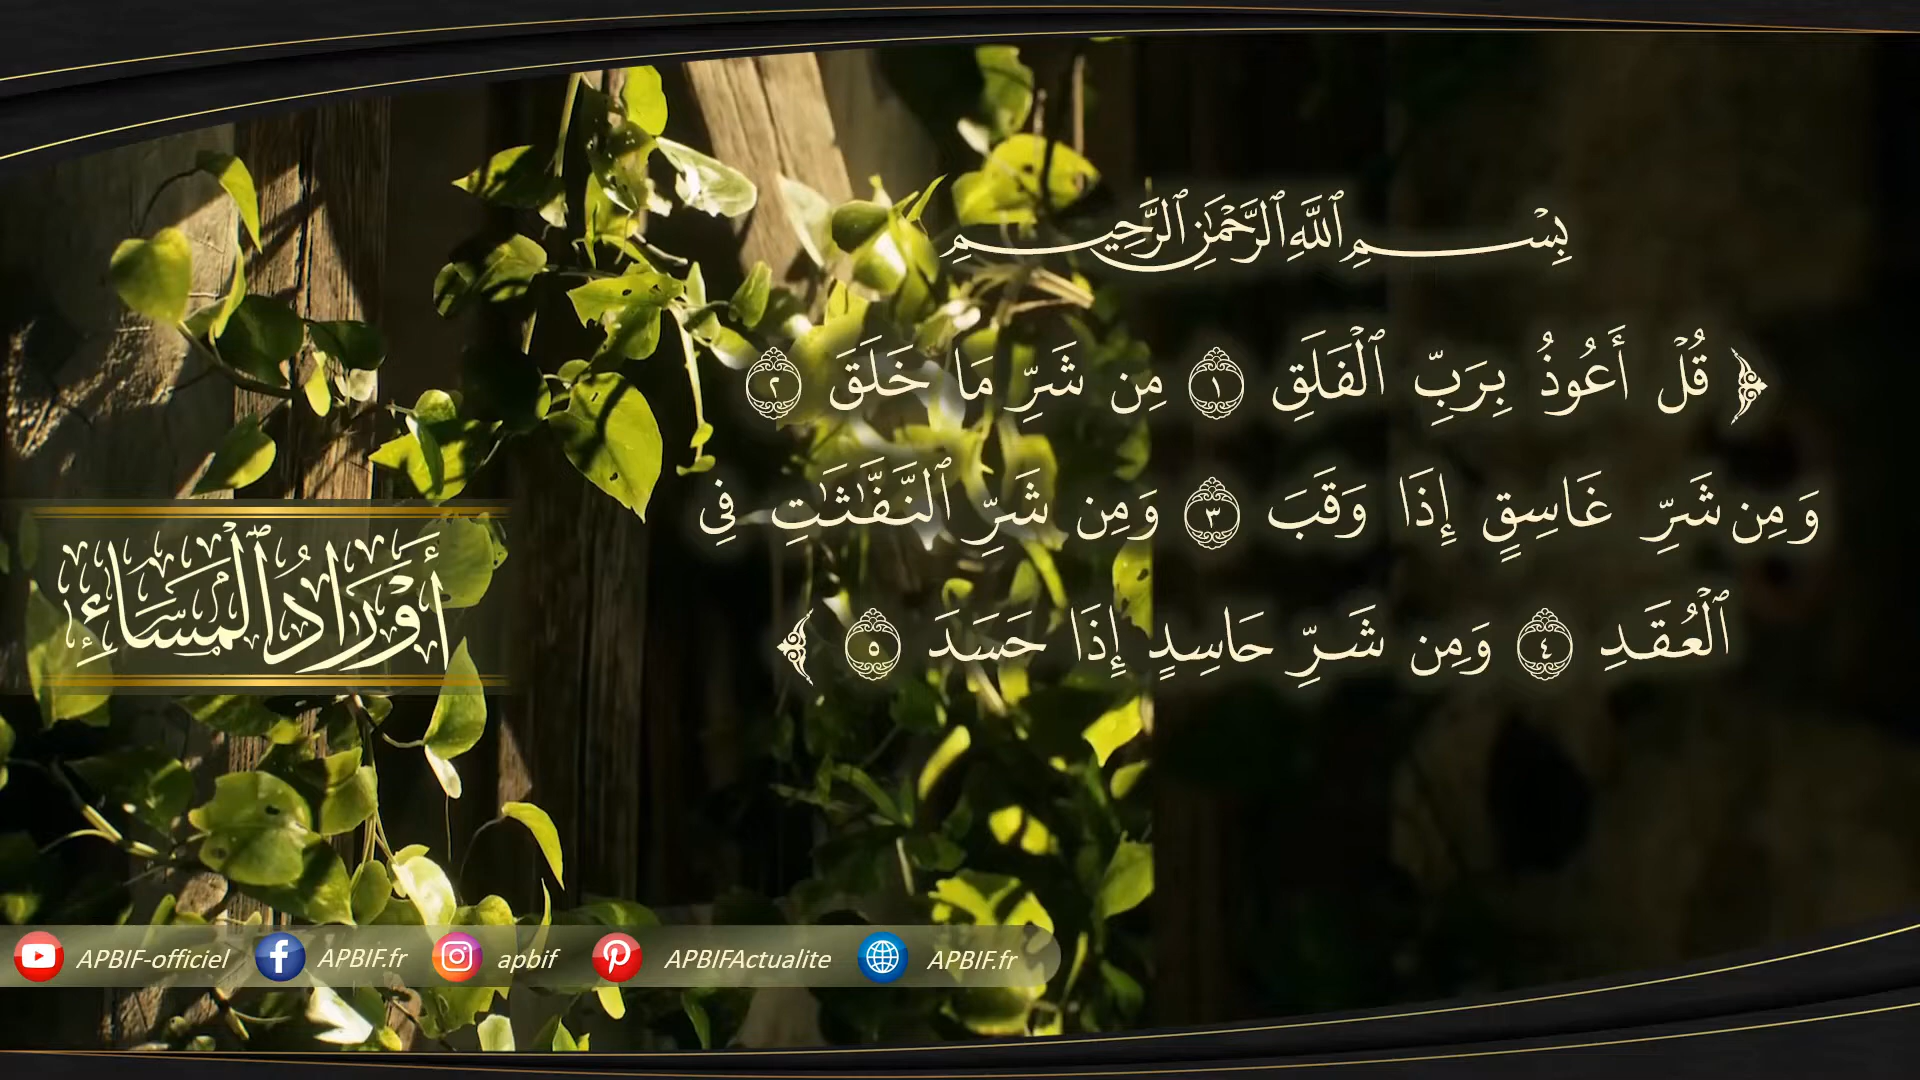 بِسْمِ ٱللَّهِ ٱلرَّحْمَٰنِ ٱلرَّحِيمِ
﴿ قُلْ أَعُوذُ بِرَبِّ ٱلْفَلَقِ ١ مِن شَرِّ مَا خَلَقَ ٢
وَمِن شَرِّ غَاسِقٍ إِذَا وَقَبَ ٣ وَمِن شَرِّ ٱلنَّفَّٰثَٰتِ فِى
ٱلْعُقَدِ ٤ وَمِن شَرِّ حَاسِدٍ إِذَا حَسَدَ ٥ ﴾
أَوْرَادُ ٱلْمَسَاءِ
APBIF-officiel APBIF.fr apbif APBIFActualite APBIF.fr